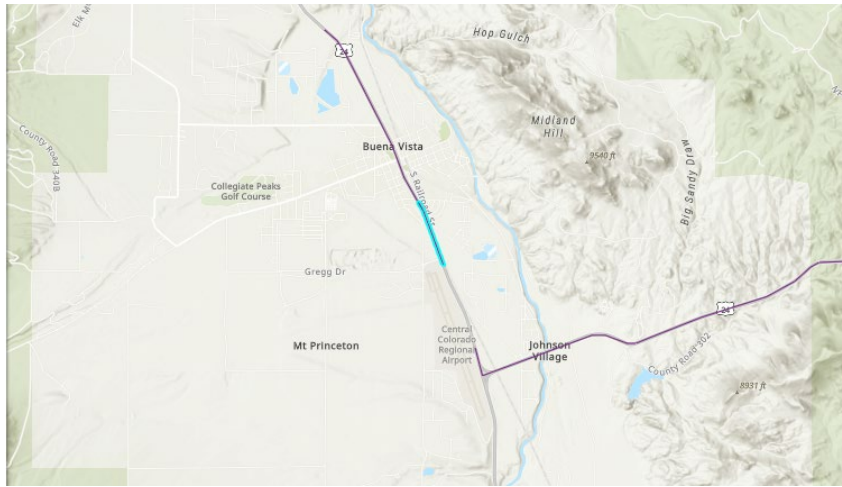 Elk M
Hop Gulch
24
Midland
Hill
9540 ft
Buena Vista
County Road 340B
Collegiate Peaks
Golf Course
S Railroad St
Big Sandy Draw
Gregg Dr
24
Mt Princeton
Central
Colorado
Regional
Airport
Johnson
Village
County Road 302
8931 ft